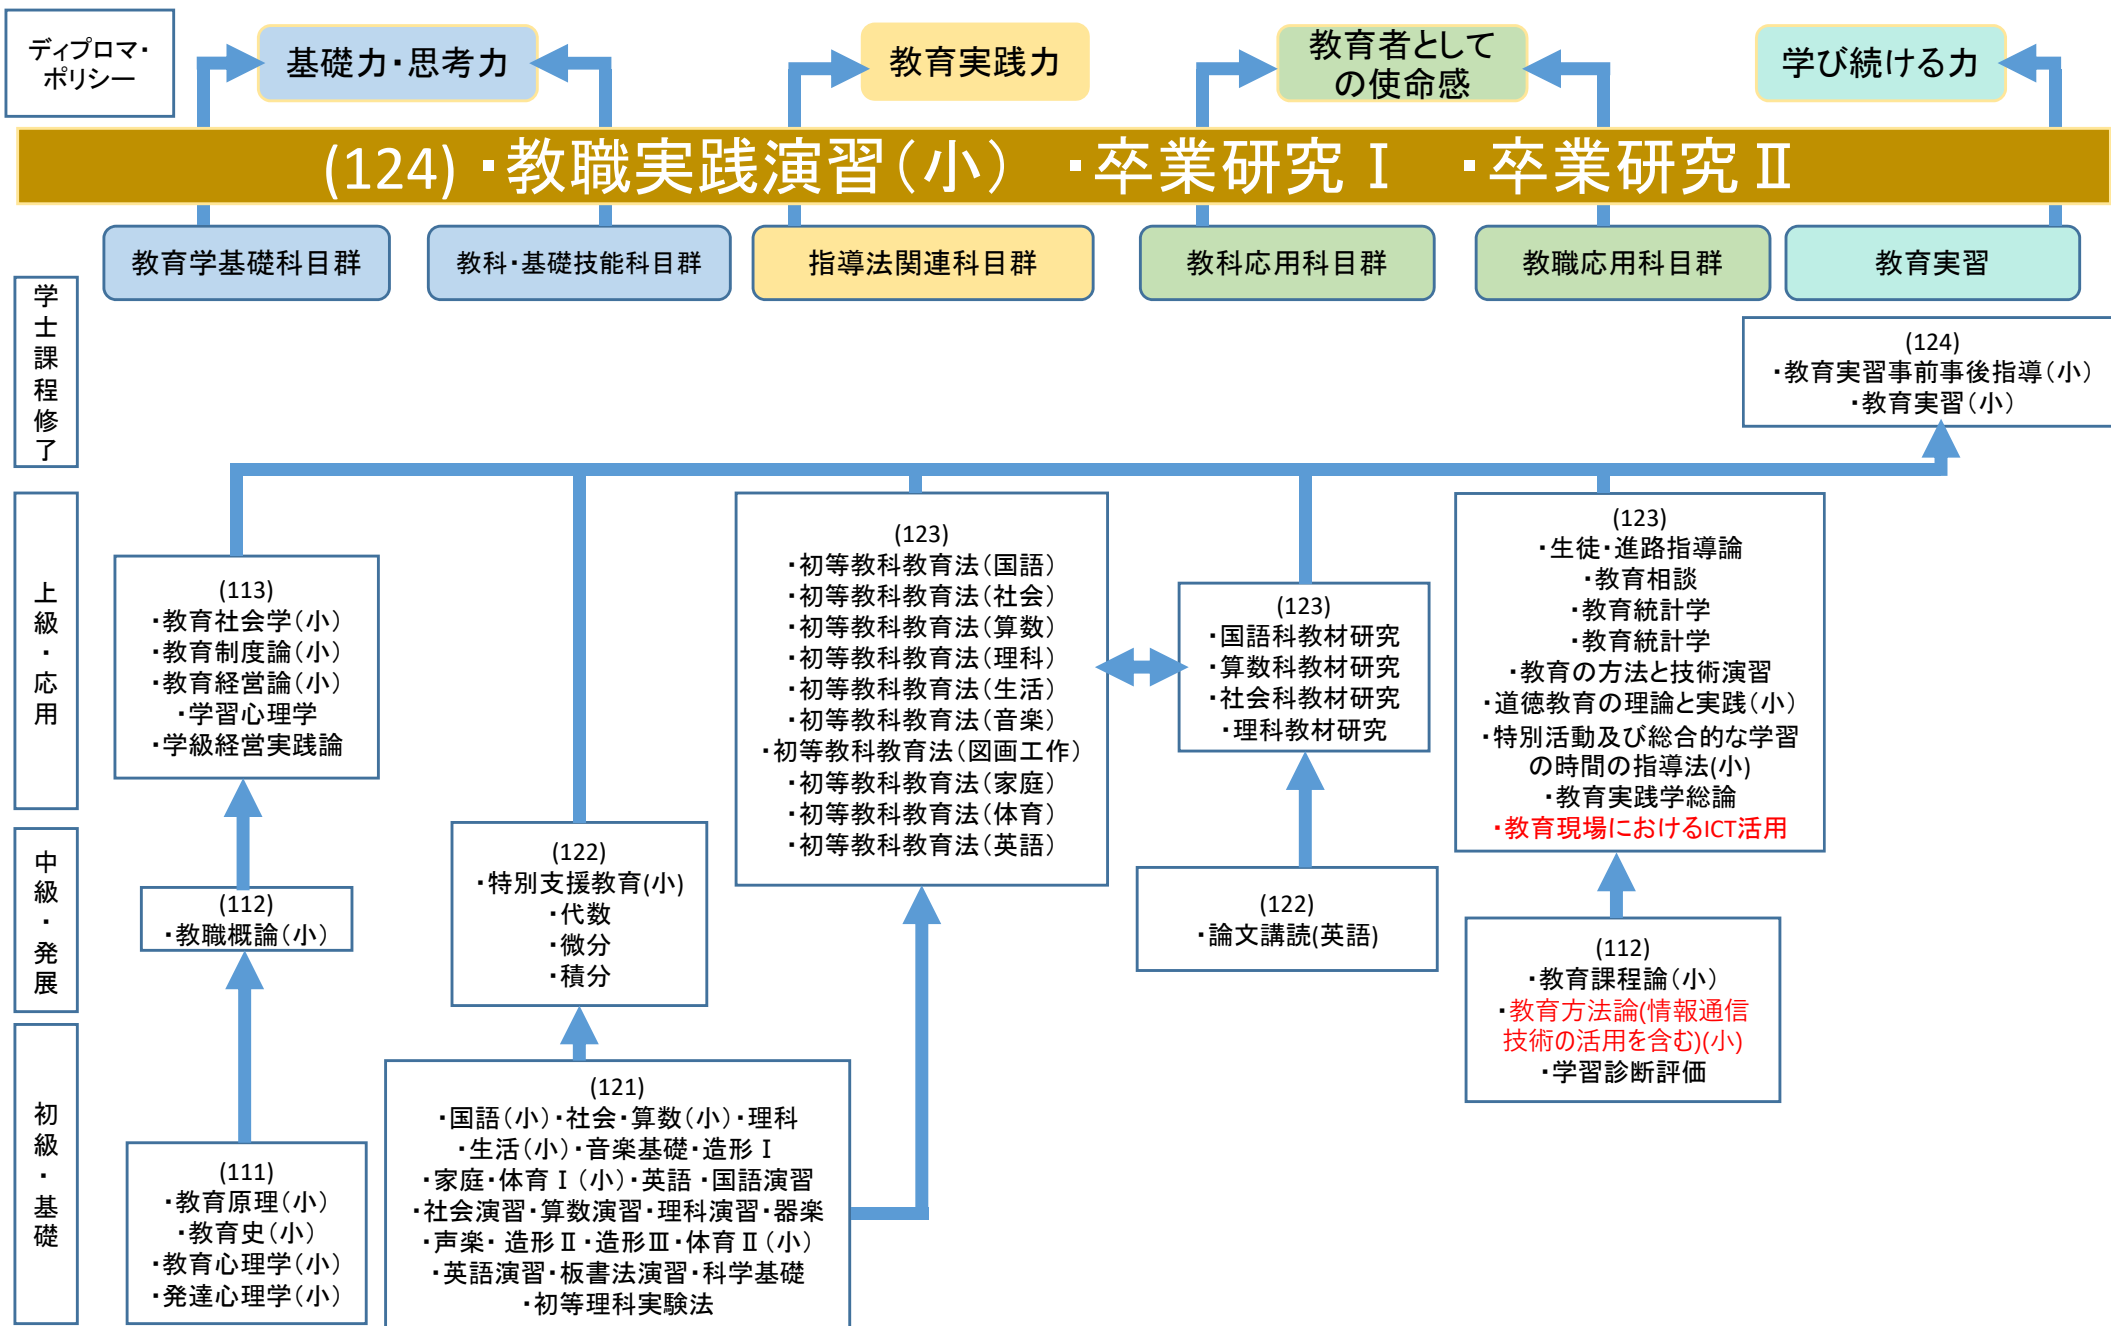 ディプロマ・
ポリシー
基礎力・思考力
教育実践力
教育者として
の使命感
学び続ける力
(124)・教職実践演習（小）　・卒業研究Ⅰ　・卒業研究Ⅱ
教育学基礎科目群
教科・基礎技能科目群
指導法関連科目群
教科応用科目群
教職応用科目群
教育実習
学士課程修了
(124)
・教育実習事前事後指導（小）
・教育実習（小）
上級・応用
(113)
・教育社会学（小）
・教育制度論（小）
・教育経営論（小）
・学習心理学
・学級経営実践論
(123)
・初等教科教育法（国語）
・初等教科教育法（社会）
・初等教科教育法（算数）
・初等教科教育法（理科）
・初等教科教育法（生活）
・初等教科教育法（音楽）
・初等教科教育法（図画工作）
・初等教科教育法（家庭）
・初等教科教育法（体育）
・初等教科教育法（英語）
(123)
・国語科教材研究
・算数科教材研究
・社会科教材研究
・理科教材研究
(123)
・生徒・進路指導論
・教育相談
・教育統計学
・教育統計学
・教育の方法と技術演習
・道徳教育の理論と実践（小）
・特別活動及び総合的な学習
の時間の指導法(小)
・教育実践学総論
・教育現場におけるICT活用
中級・発展
(112)
・教職概論（小）
(122)
・特別支援教育(小)
・代数
・微分
・積分
(122)
・論文講読(英語)
(112)
・教育課程論（小）
・教育方法論(情報通信
技術の活用を含む)(小)
・学習診断評価
初級・基礎
(111)
・教育原理（小）
・教育史（小）
・教育心理学（小）
・発達心理学（小）
(121)
・国語（小）・社会・算数（小）・理科
・生活（小）・音楽基礎・造形Ⅰ
・家庭・体育Ⅰ（小）・英語・国語演習
・社会演習・算数演習・理科演習・器楽
・声楽・造形Ⅱ・造形Ⅲ・体育Ⅱ（小）
・英語演習・板書法演習・科学基礎
・初等理科実験法